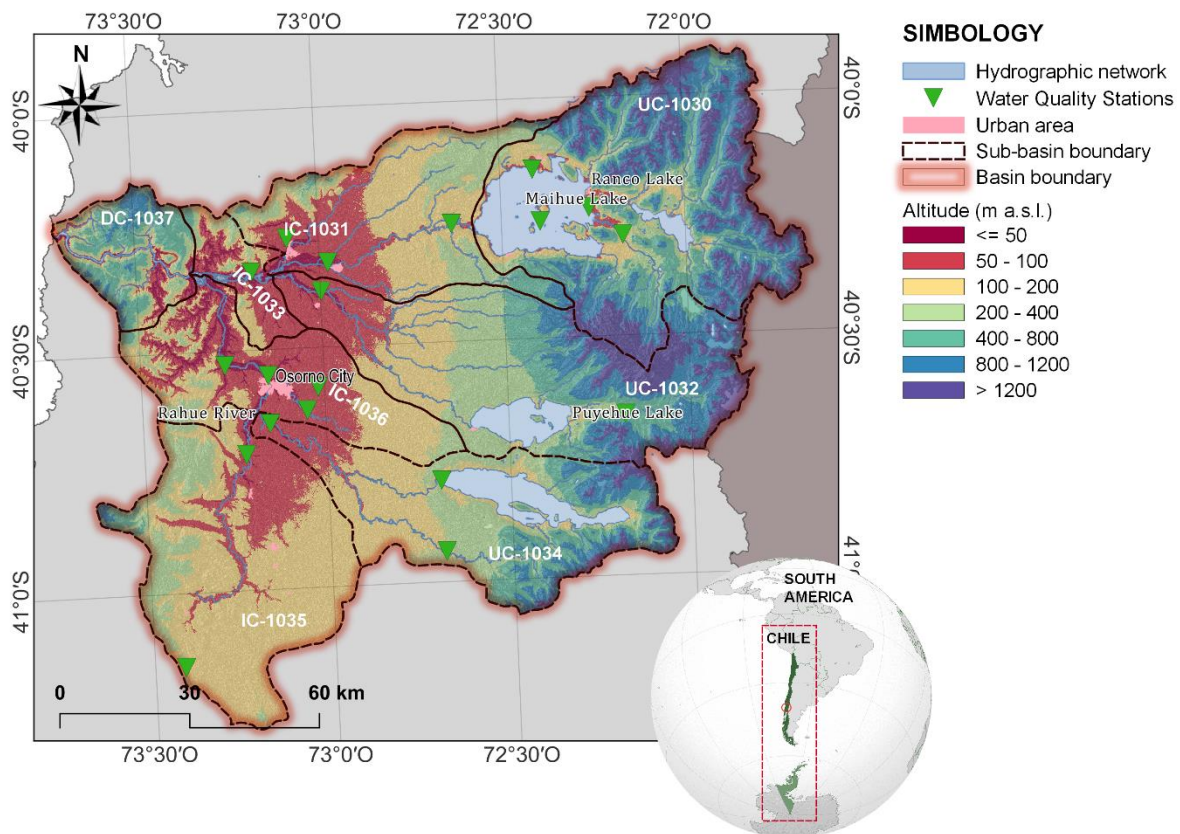 73°30'O
73°0'O
72°30'O
72°0'O
N
40°0'S
40°30'S
41°0'S
40°0'S
40°30'S
41°0
UC-1030
Ranco Lake
Maihue Lake
DC-1037
IC-1031
IC-1033
Osorno City
IC-1036
UC-1032
Rahue River
Puyehue Lake
UC-1034
IC-1035
0
30
60 km
73°30'O
73°0'O
72°30'O
SIMBOLOGY
Hydrographic network
Water Quality Stations
Urban area
Sub-basin boundary
Basin boundary
Altitude (m a.s.l.)
<= 50
50 - 100
100 - 200
200 - 400
400 - 800
800 - 1200
> 1200
SOUTH
AMERICA
CHILE